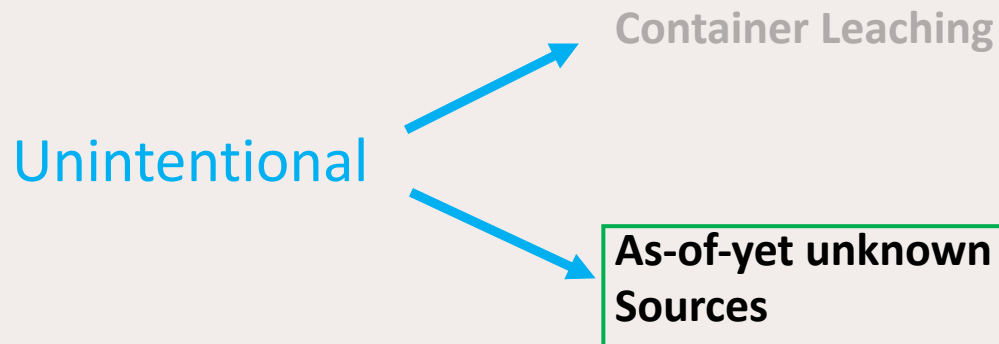 Container Leaching
Unintentional
As-of-yet unknown
Sources